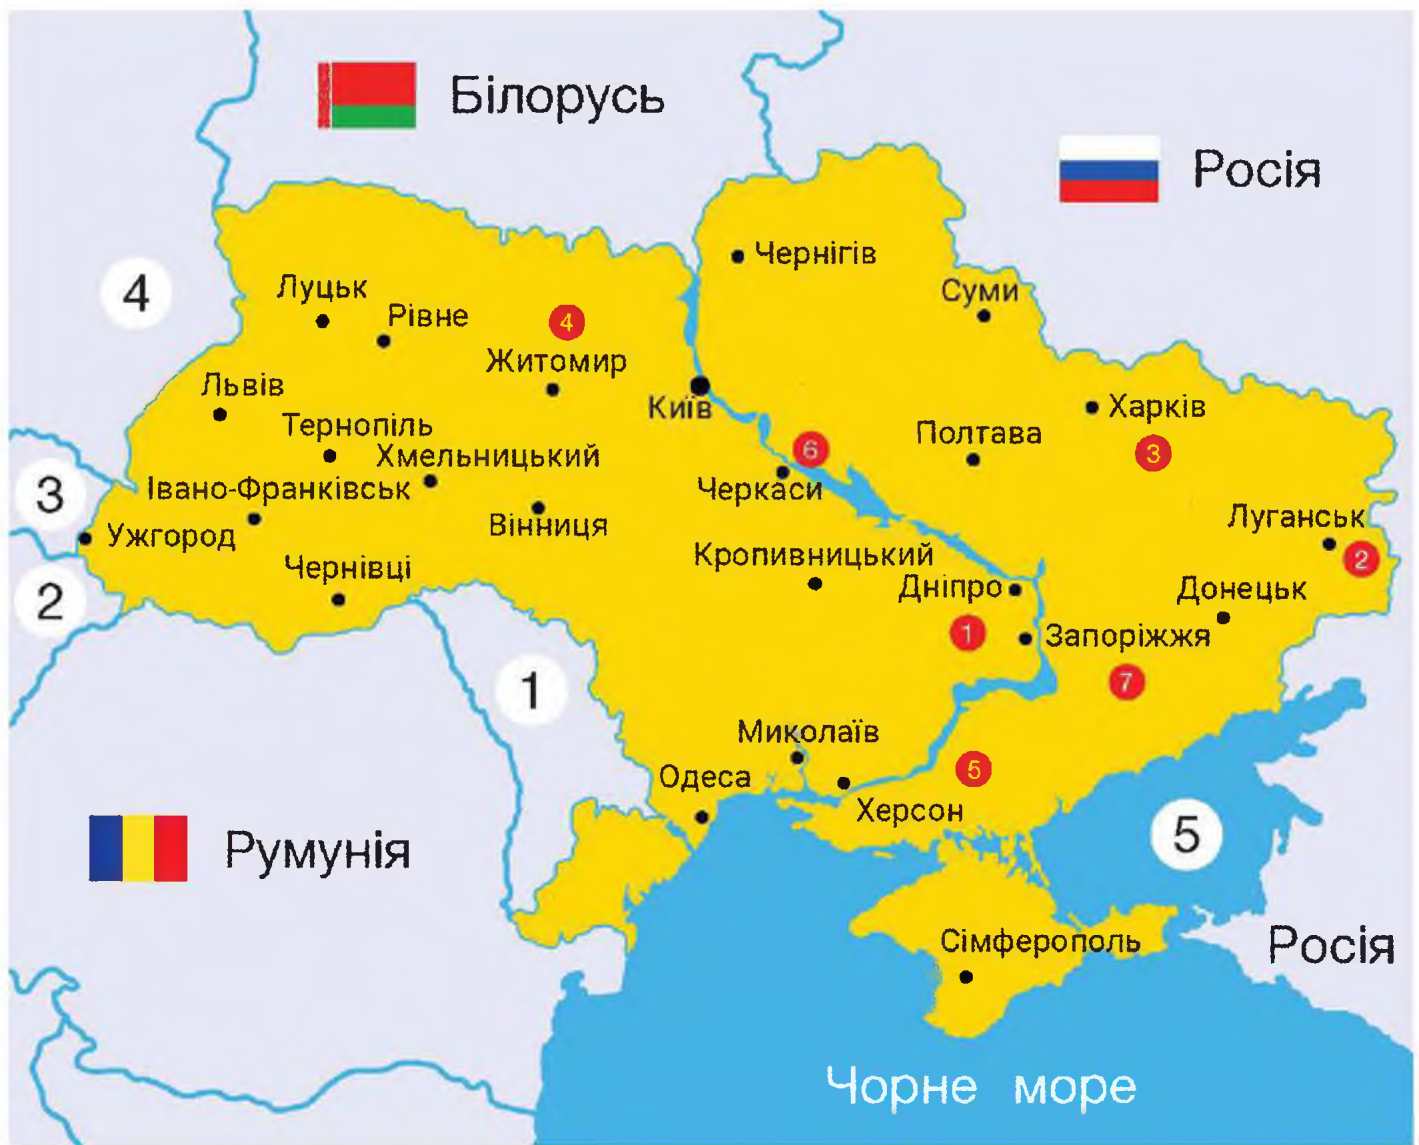 Білорусь
Росія
Чернігів
4
Луцьк
Суми
Рівне
4
Житомир
Львів
Київ
Харків
Тернопіль
Полтава
6
3
Хмельницький
Черкаси
3
Івано-Франківськ
Вінниця
Луганськ
Ужгород
2
Кропивницький
Чернівці
Дніпро
Донецьк
2
1
Запоріжжя
7
1
Миколаїв
5
Одеса
Херсон
5
Румунія
Сімферополь
Росія
Чорне море